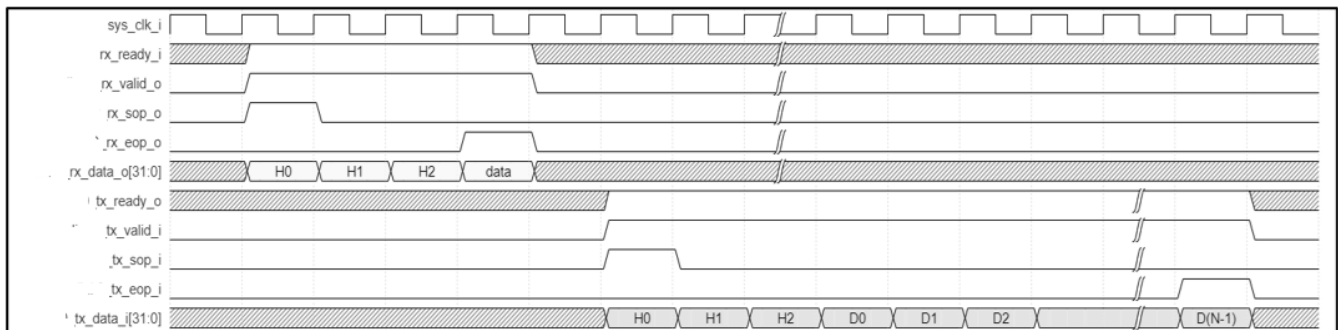 sys_clk_i
rx_ready_i
rx_valid_o
rx_sop_o
rx_eop_o
H0 H1 H2 data
rx_data_o[31:0]
tx_ready_o
tx_valid_i
tx_sop_i
tx_eop_i
tx_data_i[31:0] H0 H1 H2 D0 D1 D2 D(N-1)